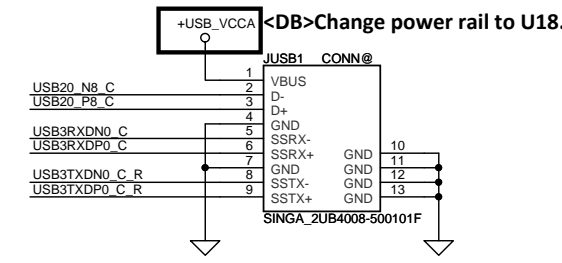 +USB_VCCA <DB>Change power rail to U18.
JUSB1 CONN@
1 VBUS
USB20_N8_C 2 D-
USB20_P8_C 3 D+
4 GND
USB3RXDN0_C 5 SSRX-
USB3RXDP0_C 6 SSRX+ GND 10
7 GND GND 11
USB3TXDN0_C_R 8 SSTX- GND 12
USB3TXDP0_C_R 9 SSTX+ GND 13
SINGA_2UB4008-500101F